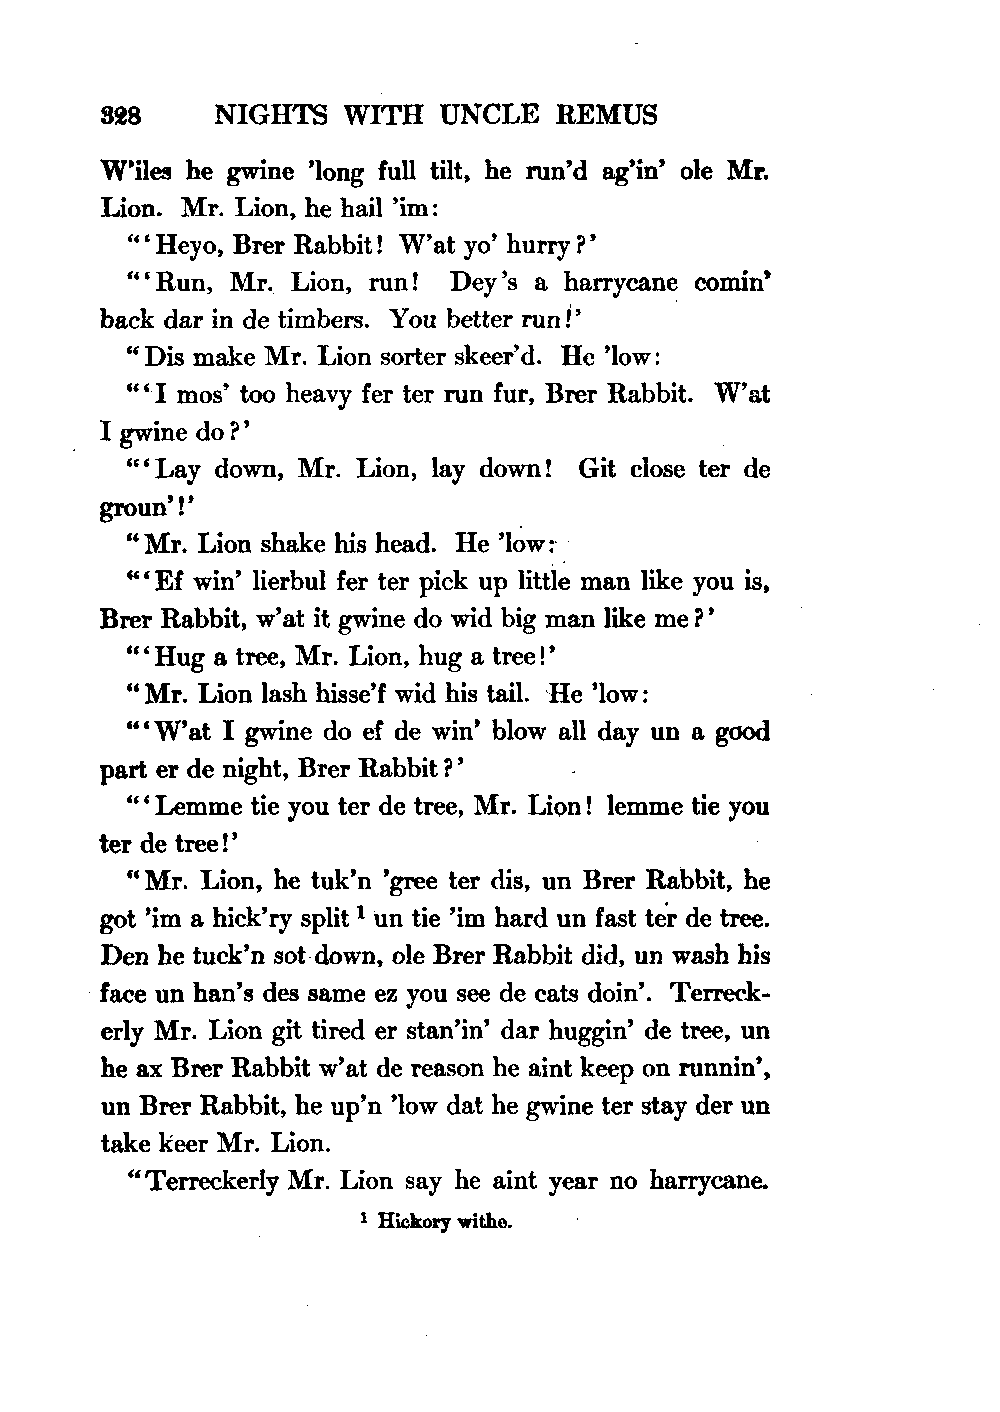 328 NIGHTS WITH UNCLE REMUS
W'iles he gwine 'long full tilt, he run'd ag'in' ole Mr.
Lion. Mr. Lion, he hail 'im:
"'Heyo, Brer Rabbit! W'at yo' hurry?'
"'Run, Mr. Lion, run! Dey's a harrycane comin'
back dar in de timbers. You better run!'
"Dis make Mr. Lion sorter skeer'd. He 'low:
"'I mos' too heavy fer ter run fur, Brer Rabbit. W'at
I gwine do?'
"'Lay down, Mr. Lion, lay down! Git close ter de
groun'!'
"Mr. Lion shake his head. He 'low:
"'Ef win' lierbul fer ter pick up little man like you is,
Brer Rabbit, w'at it gwine do wid big man like me?'
"'Hug a tree, Mr. Lion, hug a tree!'
"Mr. Lion lash hisse'f wid his tail. He 'low:
"'W'at I gwine do ef de win' blow all day un a good
part er de night, Brer Rabbit?'
"'Lemme tie you ter de tree, Mr. Lion! lemme tie you
ter de tree!'
"Mr. Lion, he tuk'n 'gree ter dis, un Brer Rabbit, he
got 'im a hick'ry split¹ un tie 'im hard un fast ter de tree.
Den he tuck'n sot down, ole Brer Rabbit did, un wash his
face un han's des same ez you see de cats doin'. Terreck-
erly Mr. Lion git tired er stan'in' dar huggin' de tree, un
he ax Brer Rabbit w'at de reason he aint keep on runnin',
un Brer Rabbit, he up'n 'low dat he gwine ter stay der un
take keer Mr. Lion.
"Terreckerly Mr. Lion say he aint year no harrycane.
¹ Hickory withe.